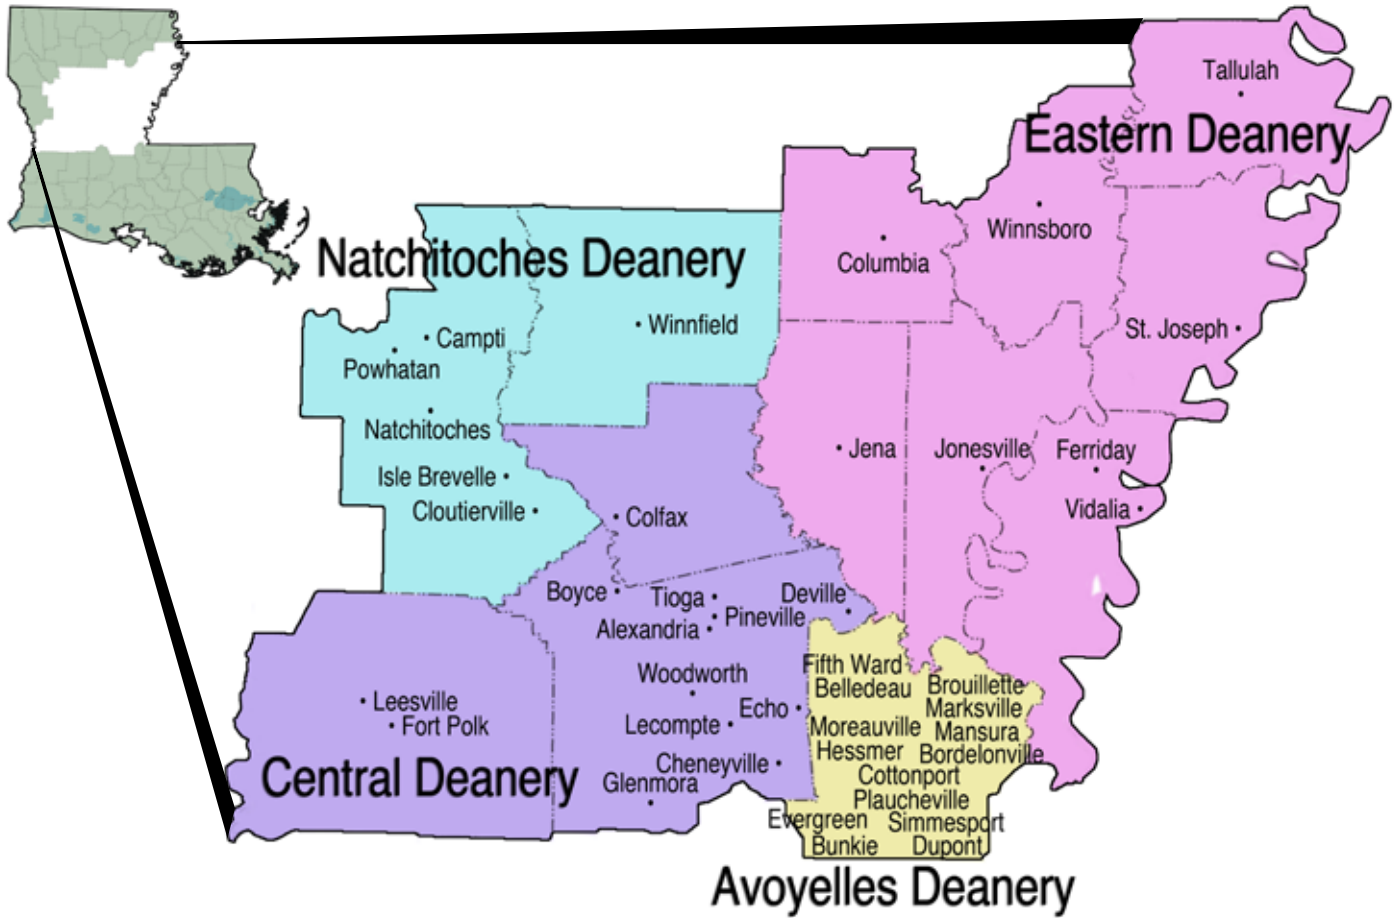 Tallulah
Eastern Deanery
Winnsboro
Columbia
Natchitoches Deanery
Winnfield
St. Joseph
Campti
Powhatan
Natchitoches
Jena
Jonesville
Ferriday
Isle Brevelle
Cloutierville
Vidalia
Colfax
Boyce
Tioga
Deville
Pineville
Alexandria
Woodworth
Fifth Ward
Belledeau
Brouillette
Leesville
Fort Polk
Echo
Marksville
Lecompte
Moreauville
Mansura
Hessmer
Bordelonville
Cheneyville
Central Deanery
Glenmora
Cottonport
Plaucheville
Evergreen
Simmesport
Bunkie
Dupont
Avoyelles Deanery